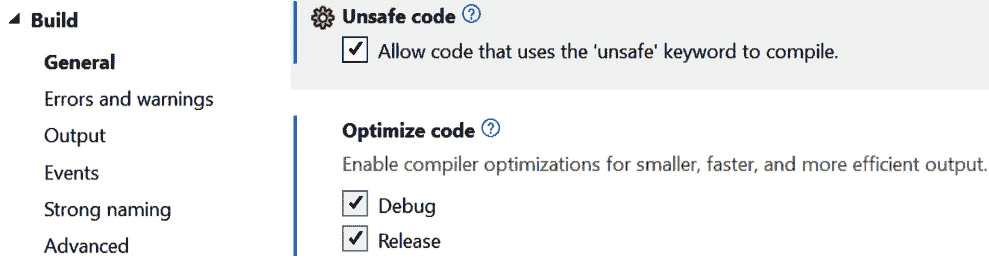 Build
General
Errors and warnings
Output
Events
Strong naming
Advanced
Unsafe code ?
Allow code that uses the 'unsafe' keyword to compile.
Optimize code ?
Enable compiler optimizations for smaller, faster, and more efficient output.
Debug
Release